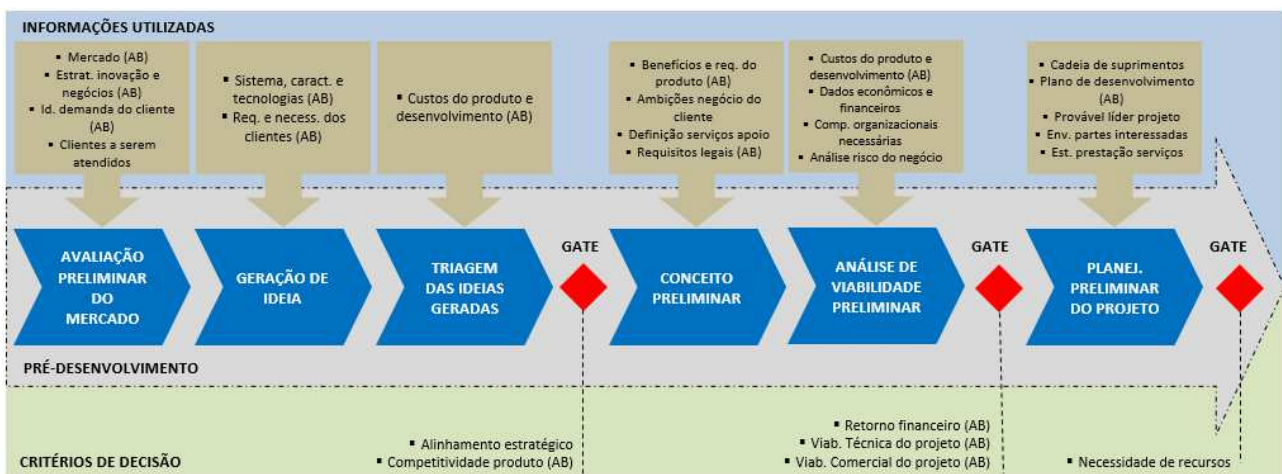 INFORMAÇÕES UTILIZADAS
▪ Mercado (AB)
▪ Estrat. inovação e
negócios (AB)
▪ Id. demanda do cliente
(AB)
▪ Clientes a serem
atendidos
▪ Sistema, caract. e
tecnologias (AB)
▪ Req. e necess. dos
clientes (AB)
▪ Custos do produto e
desenvolvimento (AB)
▪ Benefícios e req. do
produto (AB)
▪ Ambições negócio do
cliente
▪ Definição serviços apoio
▪ Requisitos legais (AB)
▪ Custos do produto e
desenvolvimento (AB)
▪ Dados econômicos e
financeiros
▪ Comp. organizacionais
necessárias
▪ Análise risco do negócio
▪ Cadeia de suprimentos
▪ Plano de desenvolvimento
(AB)
▪ Provável líder projeto
▪ Env. partes interessadas
▪ Est. prestação serviços
AVALIAÇÃO
PRELIMINAR
DO
MERCADO
GERAÇÃO DE
IDEIA
TRIAGEM
DAS IDEIAS
GERADAS
GATE
CONCEITO
PRELIMINAR
ANÁLISE DE
VIABILIDADE
PRELIMINAR
GATE
PLANEJ.
PRELIMINAR
DO PROJETO
GATE
PRÉ-DESENVOLVIMENTO
CRITÉRIOS DE DECISÃO
▪ Alinhamento estratégico
▪ Competitividade produto (AB)
▪ Retorno financeiro (AB)
▪ Viab. Técnica do projeto (AB)
▪ Viab. Comercial do projeto (AB)
▪ Necessidade de recursos